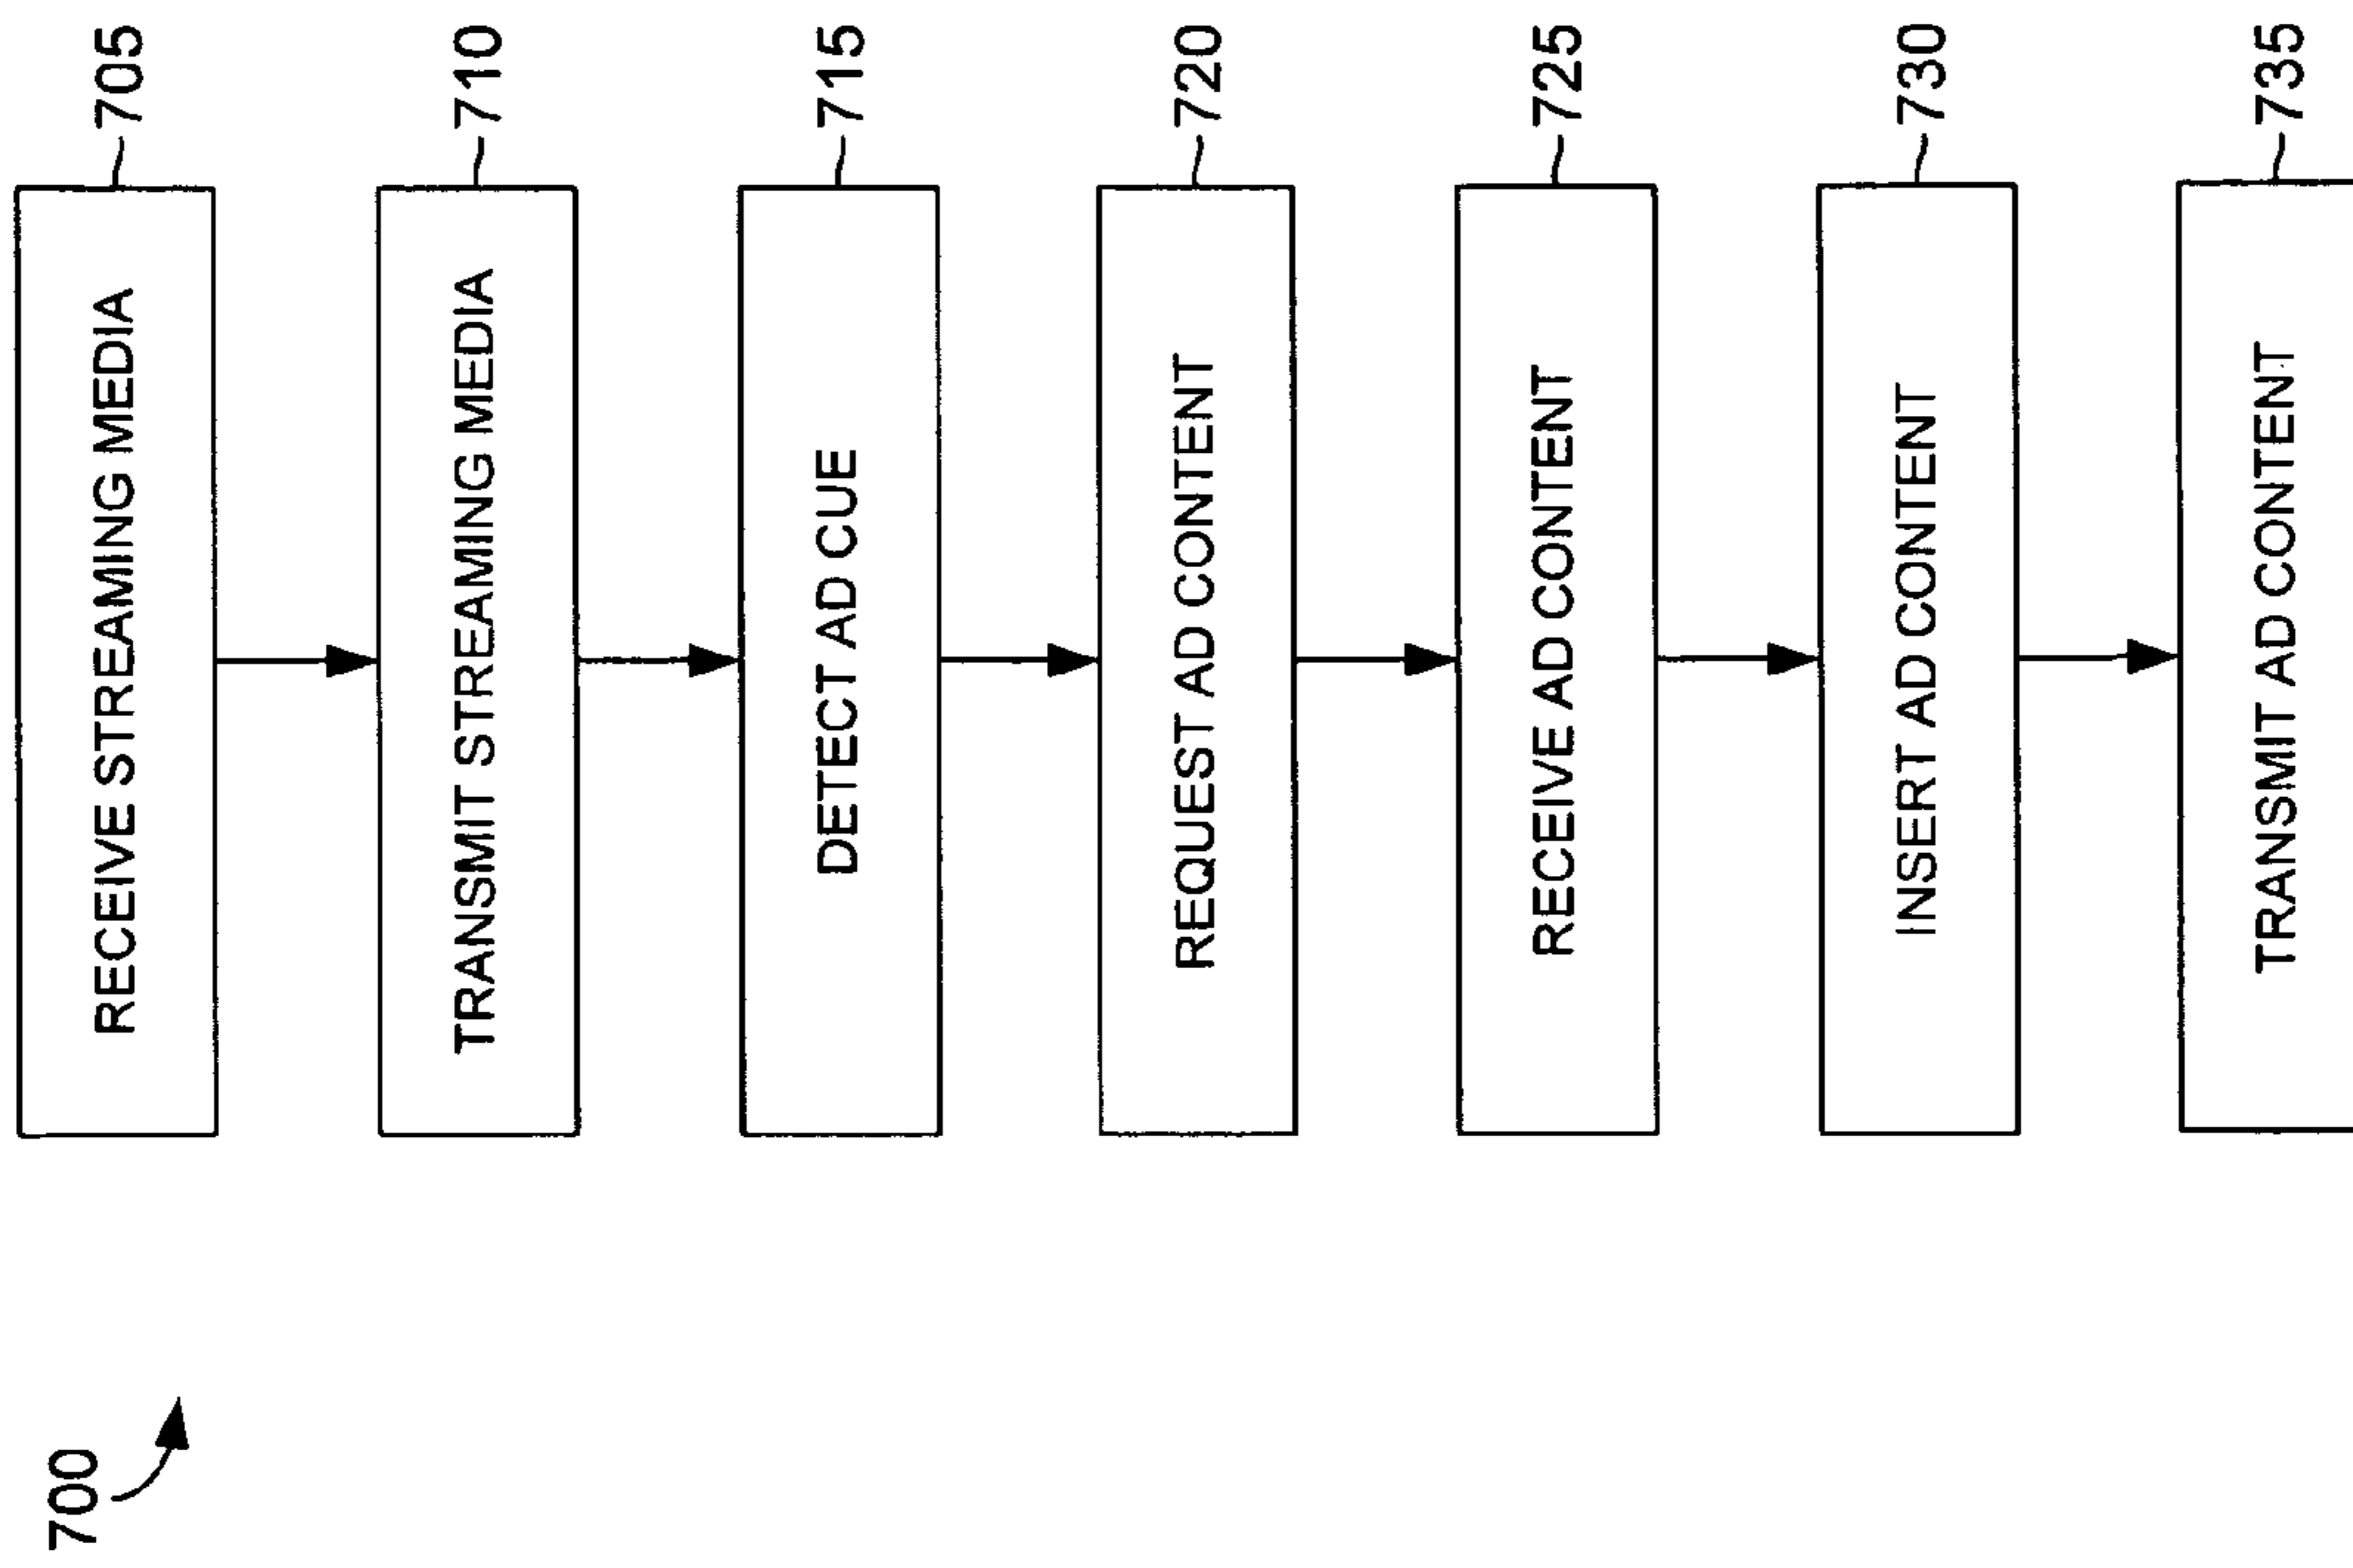 700
RECEIVE STREAMING MEDIA
705
TRANSMIT STREAMING MEDIA
710
DETECT AD CUE
715
REQUEST AD CONTENT
720
RECEIVE AD CONTENT
725
INSERT AD CONTENT
730
TRANSMIT AD CONTENT
735